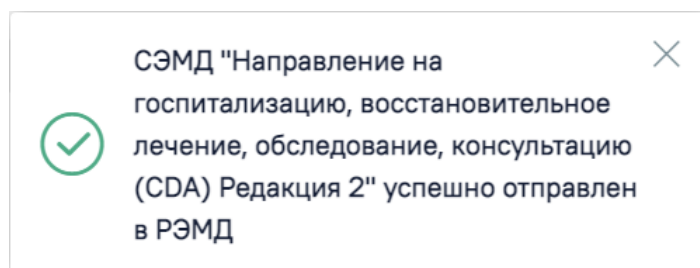 СЭМД "Направление на
госпитализацию, восстановительное
лечение, обследование, консультацию
(CDA) Редакция 2" успешно отправлен
в РЭМД